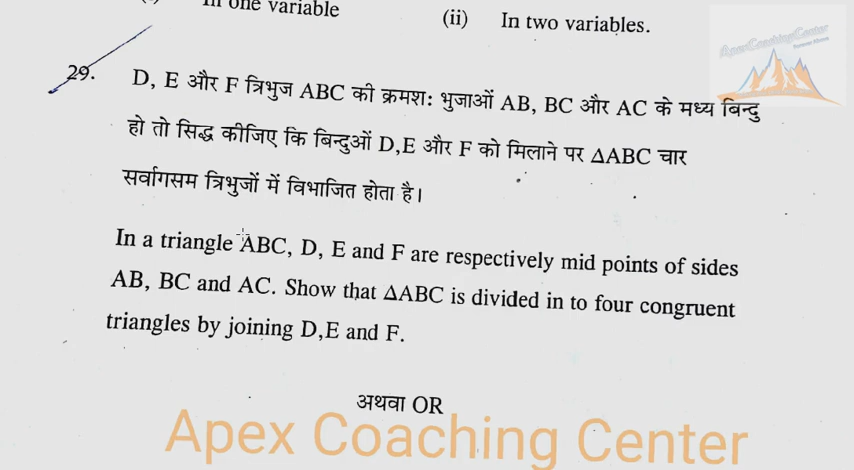 In one variable
(ii) In two variables.
ApexCoachingCenter
29. D, E और F त्रिभुज ABC की क्रमश: भुजाओं AB, BC और AC के मध्य बिन्दु
हो तो सिद्ध कीजिए कि बिन्दुओं D,E और F को मिलाने पर ΔABC चार
सर्वागसम त्रिभुजों में विभाजित होता है।
In a triangle ABC, D, E and F are respectively mid points of sides
AB, BC and AC. Show that ΔABC is divided in to four congruent
triangles by joining D,E and F.
अथवा OR
Apex Coaching Center